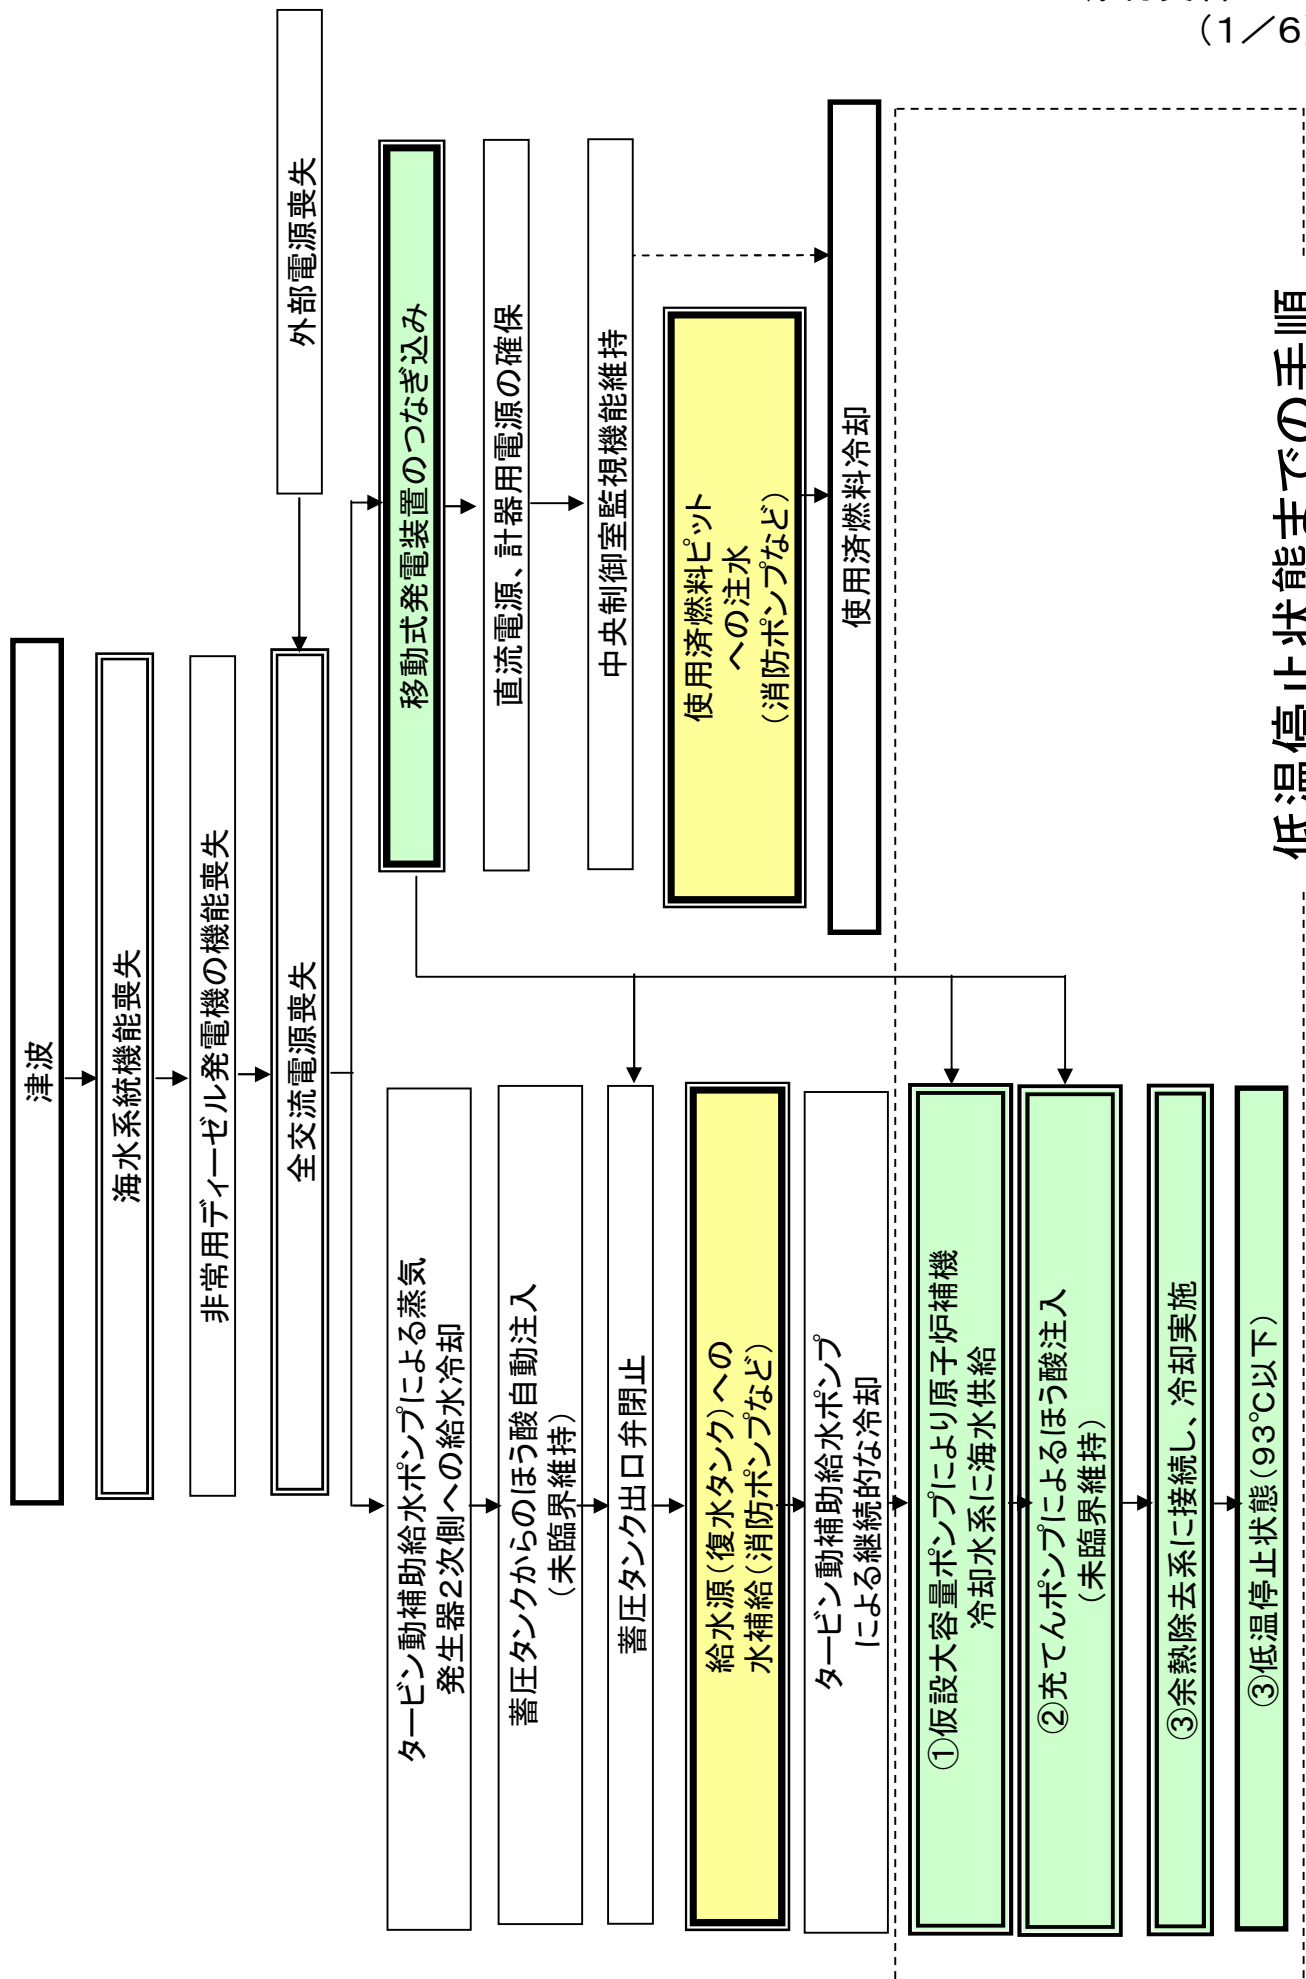 (1/6)
津波
海水系統機能喪失
非常用ディーゼル発電機の機能喪失
全交流電源喪失
外部電源喪失
タービン動補助給水ポンプによる蒸気
発生器2次側への給水冷却
蓄圧タンクからのほう酸自動注入
(未臨界維持)
蓄圧タンク出口弁閉止
給水源(復水タンク)への
水補給(消防ポンプなど)
タービン動補助給水ポンプ
による継続的な冷却
①仮設大容量ポンプにより原子炉補機
冷却水系に海水供給
②充てんポンプによるほう酸注入
(未臨界維持)
③余熱除去系に接続し、冷却実施
③低温停止状態(93℃以下)
移動式発電装置のつなぎ込み
直流電源、計器用電源の確保
中央制御室監視機能維持
使用済燃料ピット
への注水
(消防ポンプなど)
使用済燃料冷却
低温停止状態までの手順